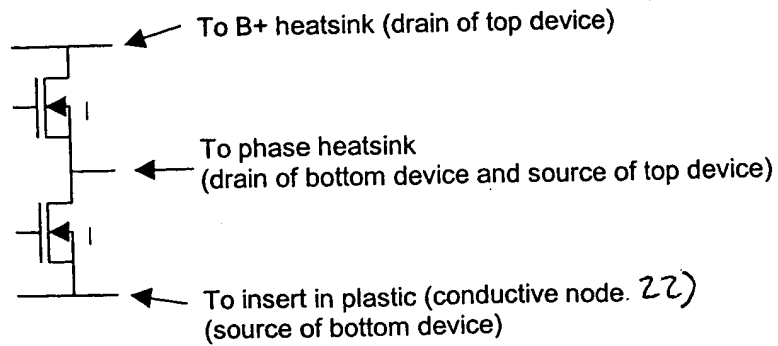 To B+ heatsink (drain of top device)
To phase heatsink
(drain of bottom device and source of top device)
To insert in plastic (conductive node. 22)
(source of bottom device)